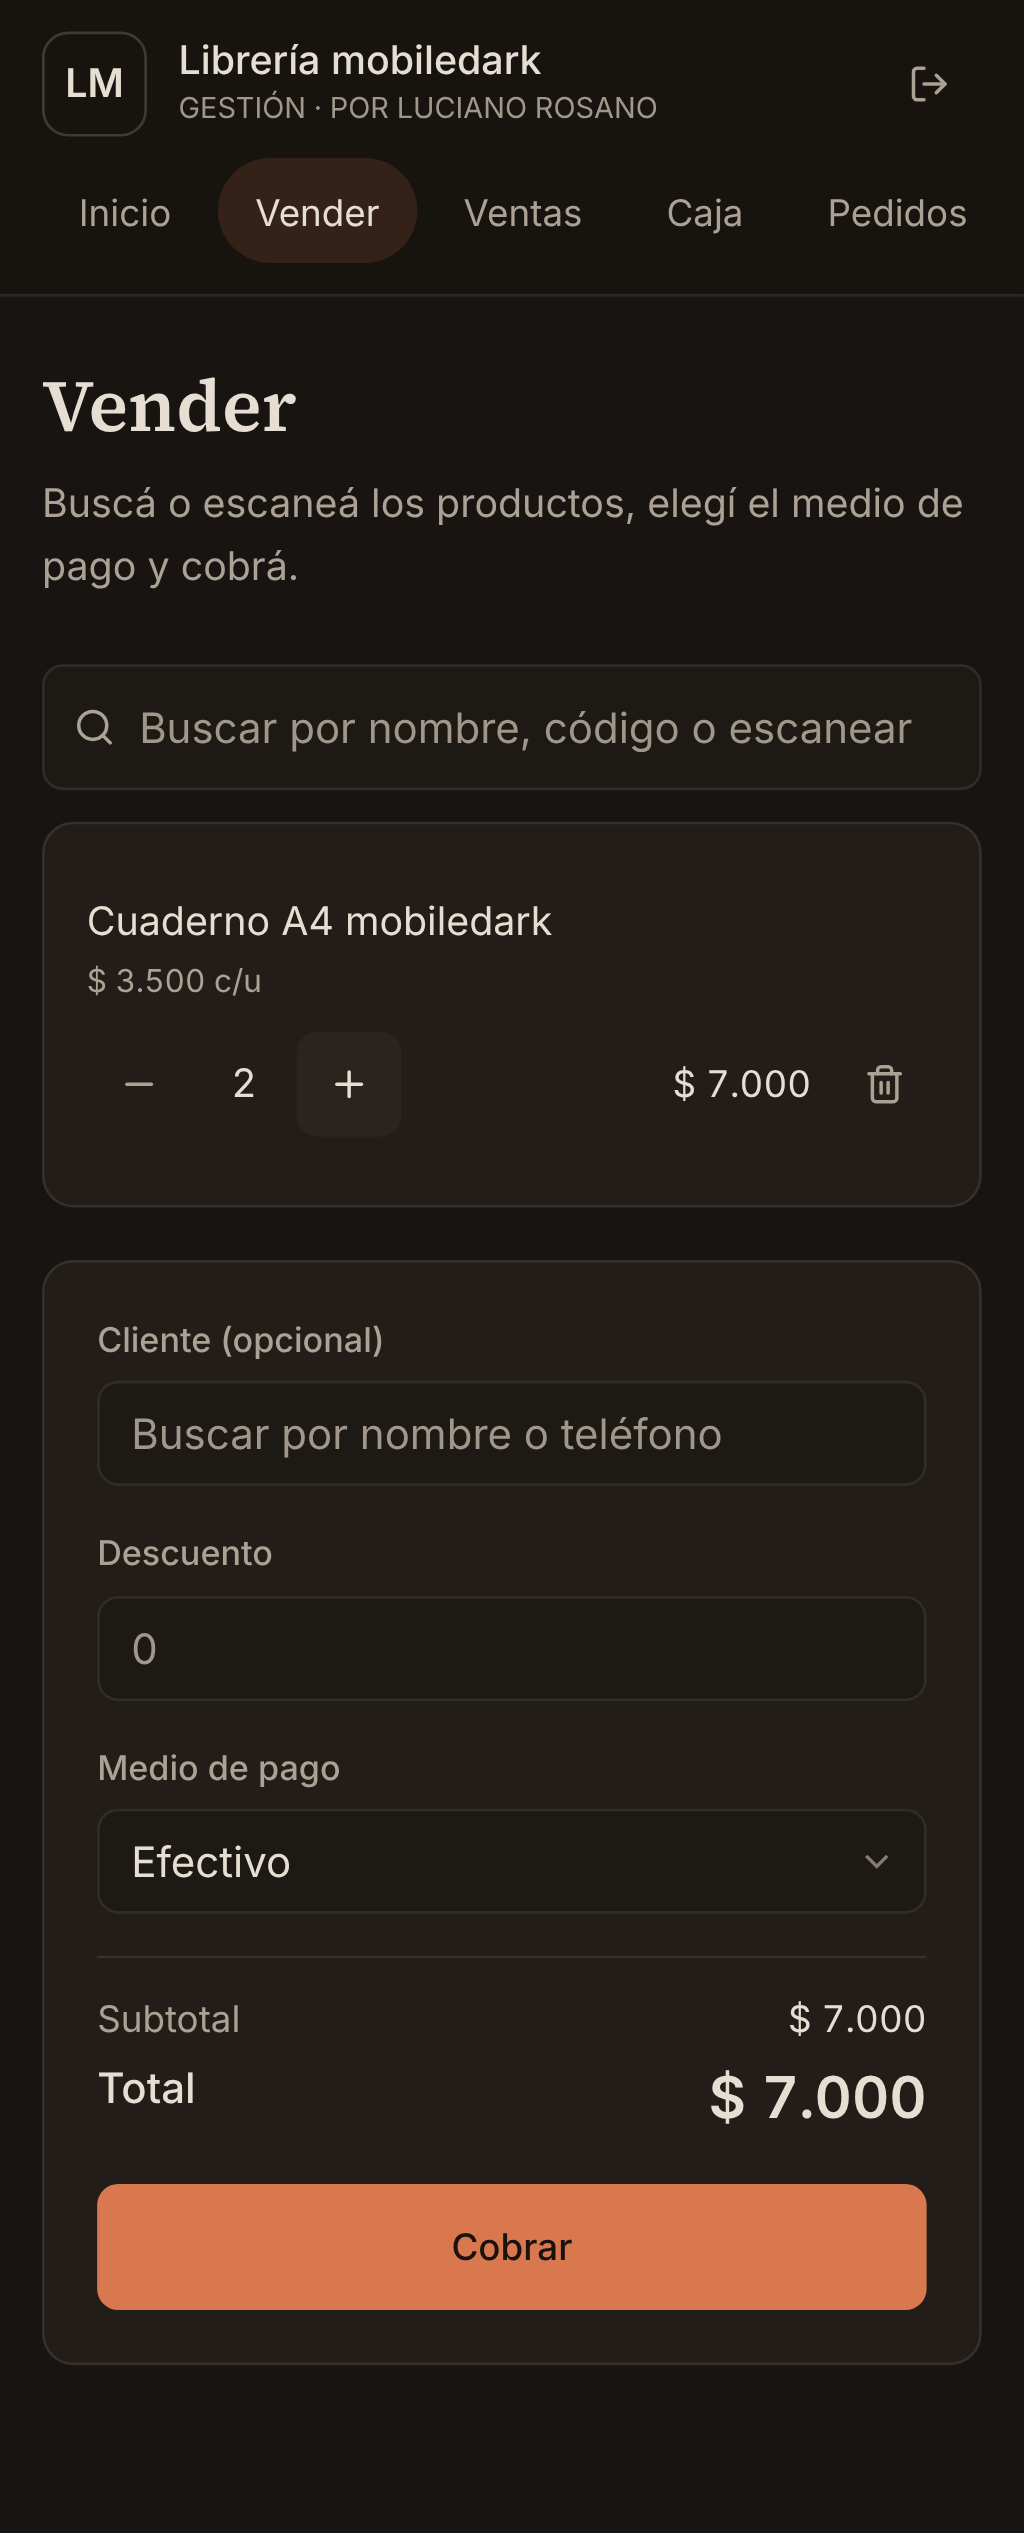 LM
Librería mobiledark
GESTIÓN · POR LUCIANO ROSANO
Inicio
Vender
Ventas
Caja
Pedidos
Vender
Buscá o escaneá los productos, elegí el medio de
pago y cobrá.
Buscar por nombre, código o escanear
Cuaderno A4 mobiledark
$ 3.500 c/u
− 2 + $ 7.000
Cliente (opcional)
Buscar por nombre o teléfono
Descuento
0
Medio de pago
Efectivo
Subtotal $ 7.000
Total $ 7.000
Cobrar